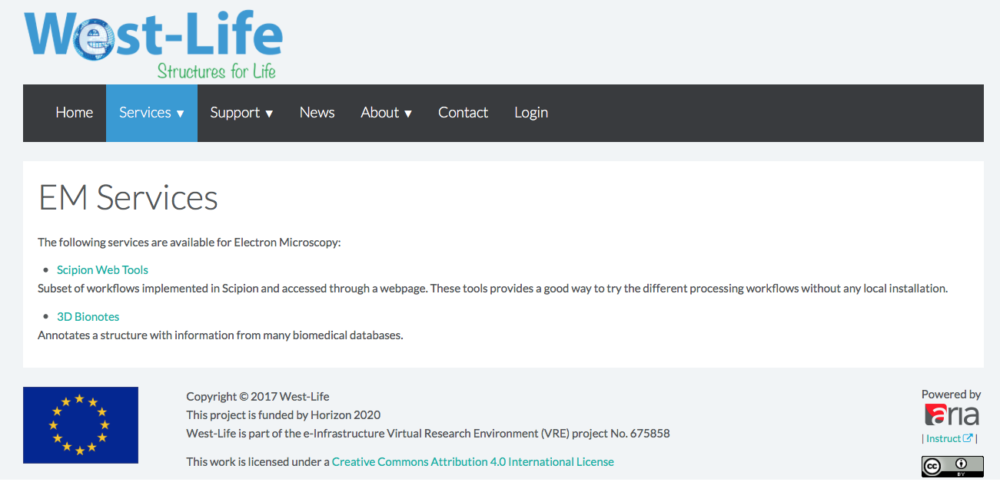 West-Life
Structures for Life
Home Services ▼ Support ▼ News About ▼ Contact Login
EM Services
The following services are available for Electron Microscopy:
• Scipion Web Tools
Subset of workflows implemented in Scipion and accessed through a webpage. These tools provides a good way to try the different processing workflows without any local installation.
• 3D Bionotes
Annotates a structure with information from many biomedical databases.
Copyright © 2017 West-Life
This project is funded by Horizon 2020
West-Life is part of the e-Infrastructure Virtual Research Environment (VRE) project No. 675858
This work is licensed under a Creative Commons Attribution 4.0 International License
Powered by
aria
| Instruct |
cc BY